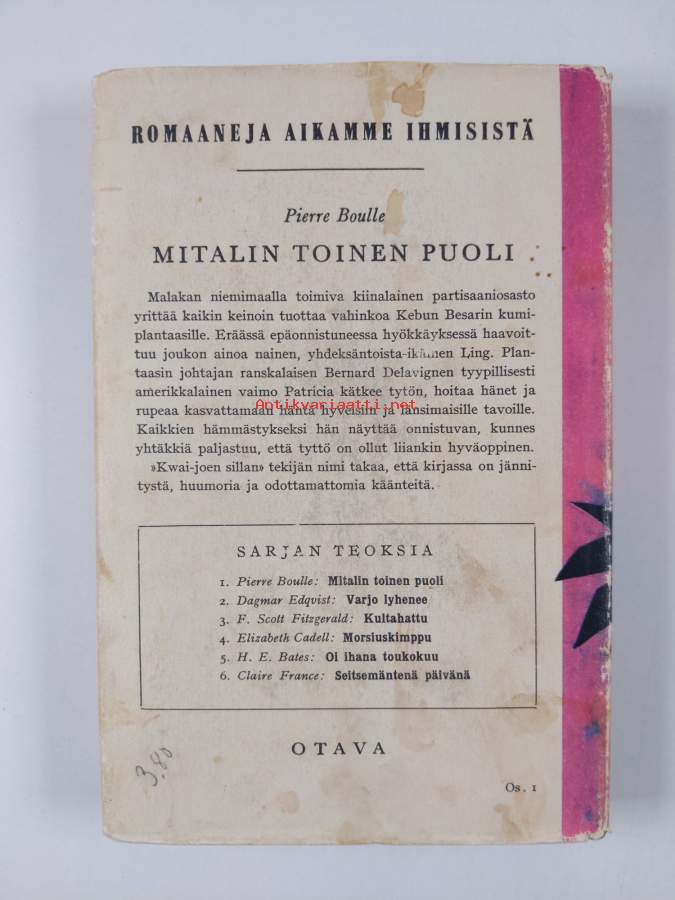 ROMAANEJA AIKAMME IHMISISTÄ
Pierre Boulle
MITALIN TOINEN PUOLI
Malakan niemimaalla toimiva kiinalainen partisaaniosasto
yrittää kaikin keinoin tuottaa vahinkoa Kebun Besarin kumi-
plantaasille. Eräässä epäonnistuneessa hyökkäyksessä haavoit-
tuu joukon ainoa nainen, yhdeksäntoista-ikäinen Ling. Plan-
taasin johtajan ranskalaisen Bernard Delavignen tyypillisesti
amerikkalainen vaimo Patricia kätkee tytön, hoitaa hänet ja
rupeaa kasvattamaan häntä hyveisiin ja länsimaisille tavoille.
Antikvariaatti.net
Kaikkien hämmästykseksi hän näyttää onnistuvan, kunnes
yhtäkkiä paljastuu, että tyttö on ollut liiankin hyväoppinen.
»Kwai-joen sillan» tekijän nimi takaa, että kirjassa on jänni-
tystä, huumoria ja odottamattomia käänteitä.
SARJAN TEOKSIA
1. Pierre Boulle: Mitalin toinen puoli
2. Dagmar Edqvist: Varjo lyhenee
3. F. Scott Fitzgerald: Kultahattu
4. Elizabeth Cadell: Morsiuskimppu
5. H. E. Bates: Oi ihana toukokuu
6. Claire France: Seitsemäntenä päivänä
OTAVA
3.80
Os. 1